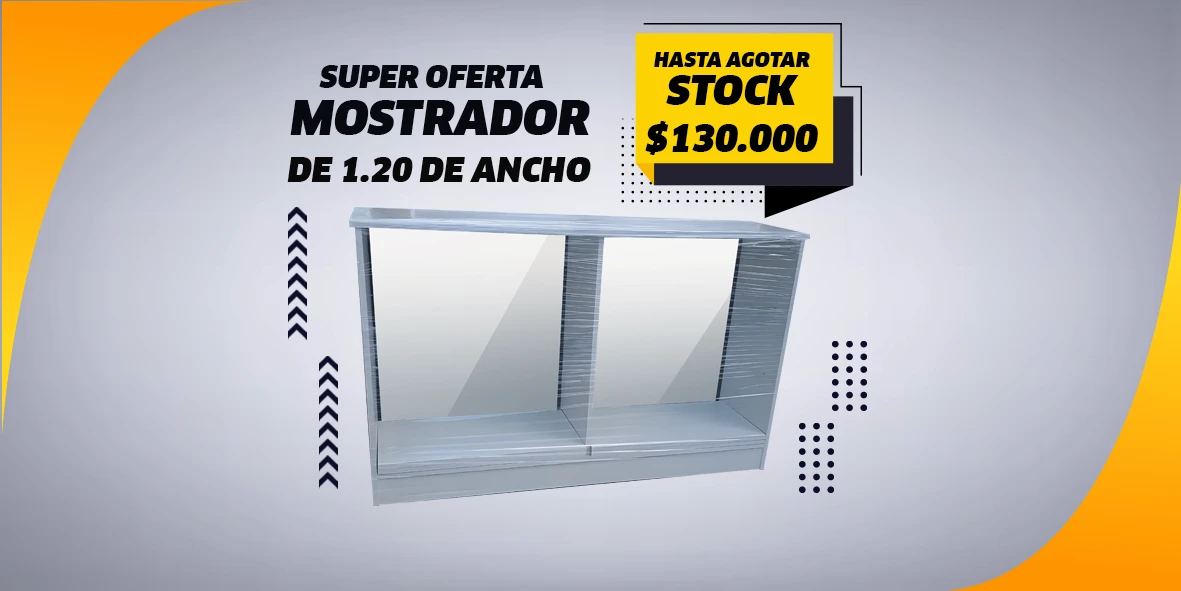 SUPER OFERTA
MOSTRADOR
DE 1.20 DE ANCHO
HASTA AGOTAR
STOCK
$130.000